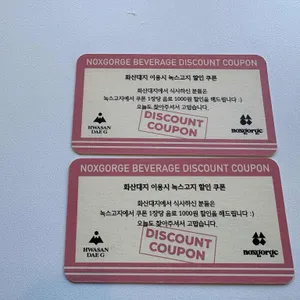 NOXGORGE BEVERAGE DISCOUNT COUPON
화산대지 이용시 녹스고지 할인 쿠폰
화산대지에서 식사하신 분들은
녹스고지에서 쿠폰 1장당 음료 1000원 할인을 해드립니다 :)
오늘도 찾아주셔서 고맙습니다.
DISCOUNT
COUPON
HWASAN
DAE G
noxgorge
NOXGORGE BEVERAGE DISCOUNT COUPON
화산대지 이용시 녹스고지 할인 쿠폰
화산대지에서 식사하신 분들은
녹스고지에서 쿠폰 1장당 음료 1000원 할인을 해드립니다 :)
오늘도 찾아주셔서 고맙습니다.
DISCOUNT
COUPON
HWASAN
DAE G
noxgorge